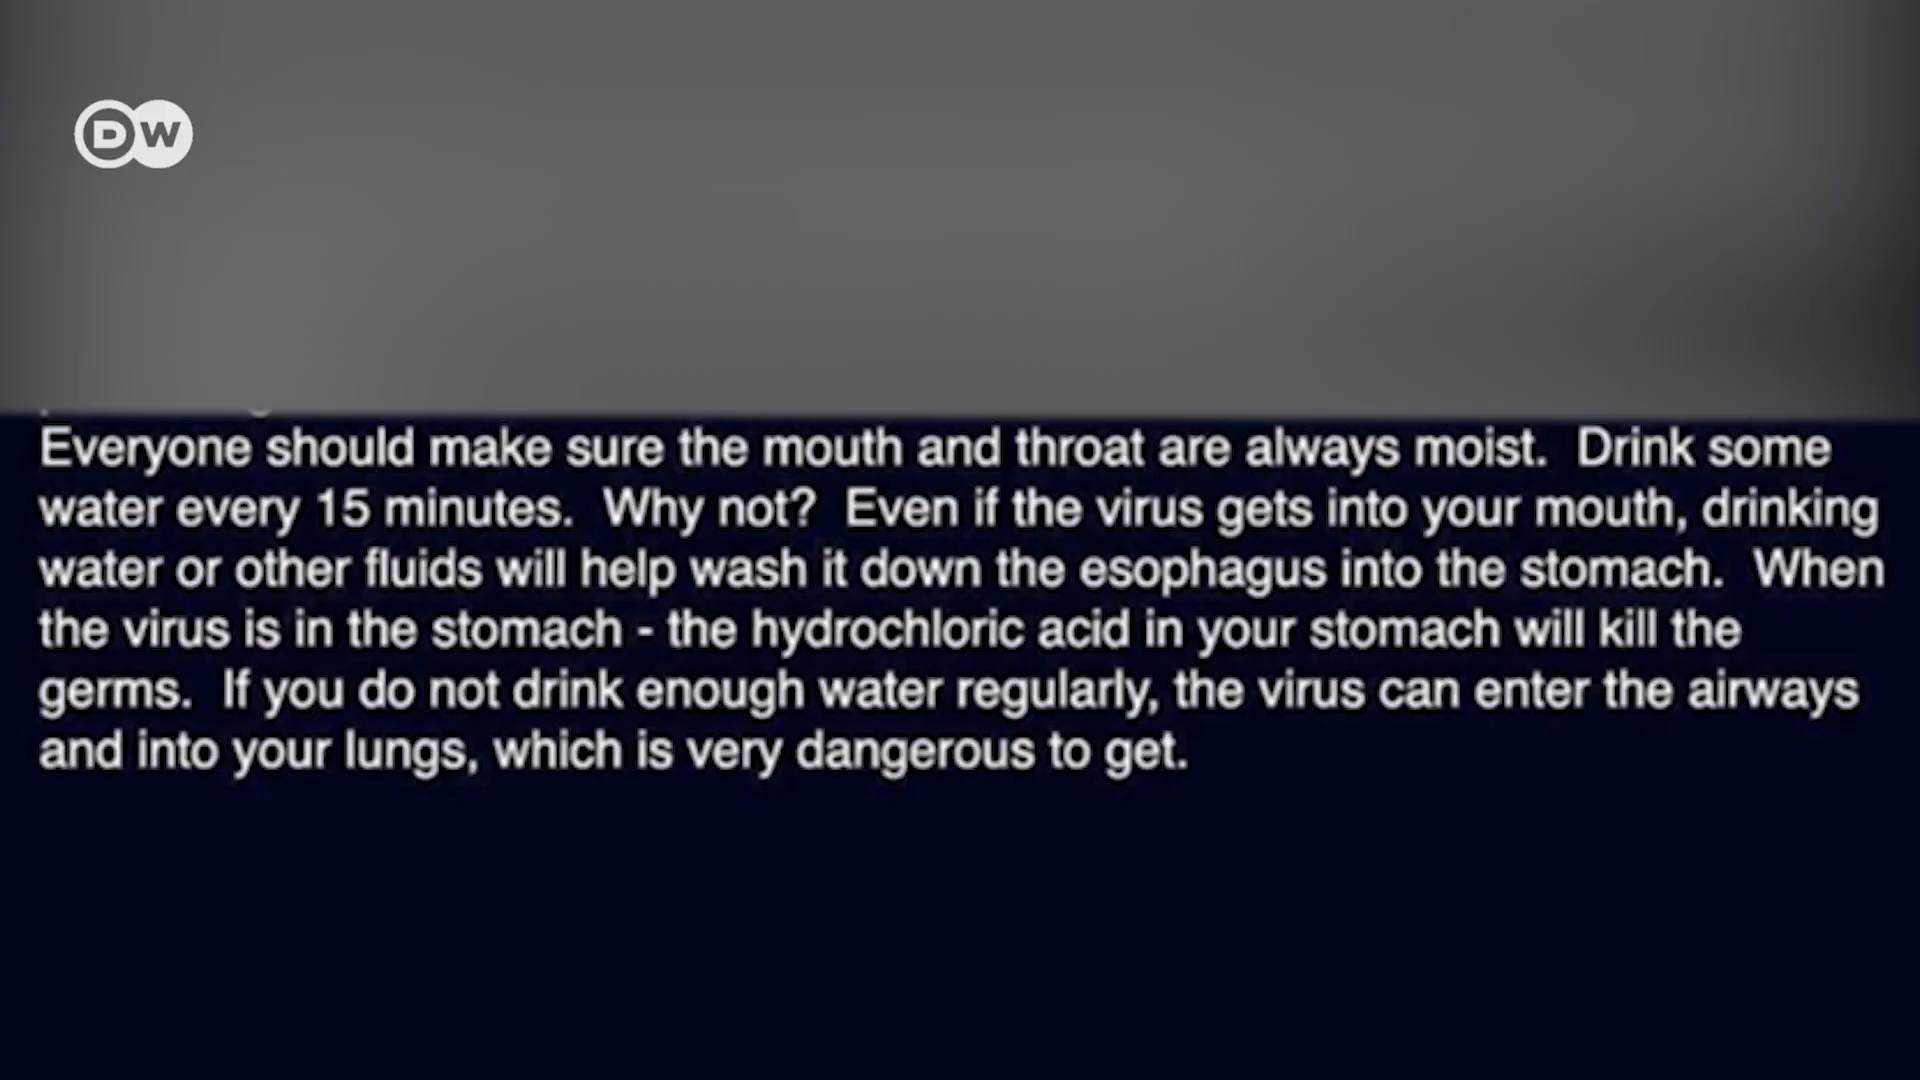 DW
Everyone should make sure the mouth and throat are always moist.  Drink some
water every 15 minutes.  Why not?  Even if the virus gets into your mouth, drinking
water or other fluids will help wash it down the esophagus into the stomach.  When
the virus is in the stomach - the hydrochloric acid in your stomach will kill the
germs.  If you do not drink enough water regularly, the virus can enter the airways
and into your lungs, which is very dangerous to get.